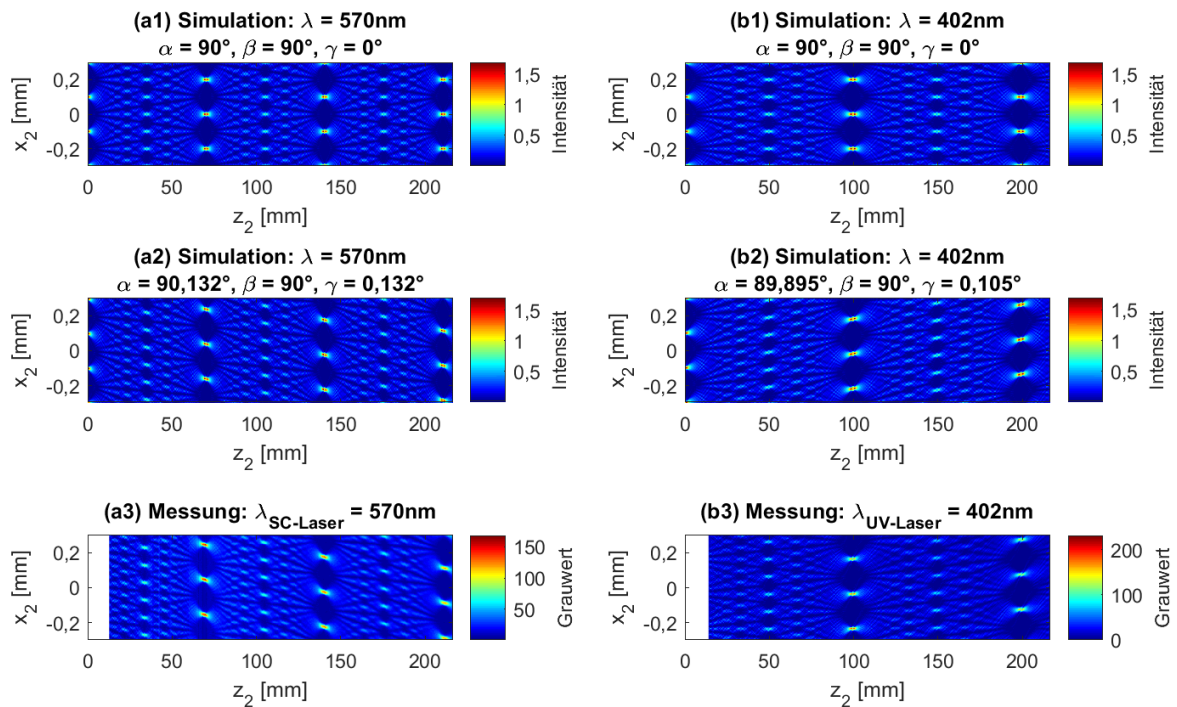 (a1) Simulation: λ = 570nm
α = 90°, β = 90°, γ = 0°
0,2
0
-0,2
x2 [mm]
0 50 100 150 200
z2 [mm]
1,5
1
0,5
Intensität
(b1) Simulation: λ = 402nm
α = 90°, β = 90°, γ = 0°
0,2
0
-0,2
x2 [mm]
0 50 100 150 200
z2 [mm]
1,5
1
0,5
Intensität
(a2) Simulation: λ = 570nm
α = 90,132°, β = 90°, γ = 0,132°
0,2
0
-0,2
x2 [mm]
0 50 100 150 200
z2 [mm]
1,5
1
0,5
Intensität
(b2) Simulation: λ = 402nm
α = 89,895°, β = 90°, γ = 0,105°
0,2
0
-0,2
x2 [mm]
0 50 100 150 200
z2 [mm]
1,5
1
0,5
Intensität
(a3) Messung: λSC-Laser = 570nm
0,2
0
-0,2
x2 [mm]
0 50 100 150 200
z2 [mm]
150
100
50
Grauwert
(b3) Messung: λUV-Laser = 402nm
0,2
0
-0,2
x2 [mm]
0 50 100 150 200
z2 [mm]
200
100
0
Grauwert